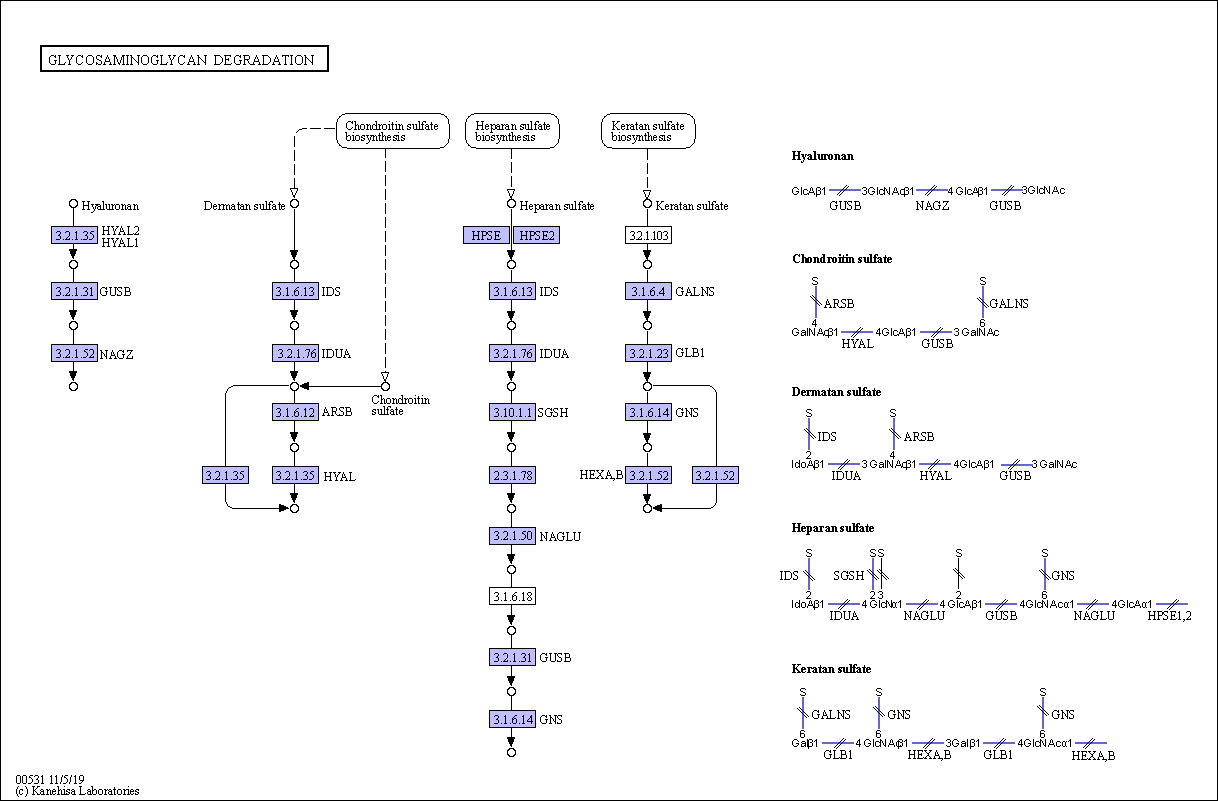 GLYCOSAMINOGLYCAN DEGRADATION
Chondroitin sulfate
biosynthesis
Heparan sulfate
biosynthesis
Keratan sulfate
biosynthesis
Hyaluronan
3.2.1.35
HYAL2
HYAL1
3.2.1.31
GUSB
3.2.1.52
NAGZ
Dermatan sulfate
3.1.6.13
IDS
3.2.1.76
IDUA
Chondroitin
sulfate
3.1.6.12
ARSB
3.2.1.35
3.2.1.35
HYAL
Heparan sulfate
HPSE
HPSE2
3.1.6.13
IDS
3.2.1.76
IDUA
3.10.1.1
SGSH
2.3.1.78
3.2.1.50
NAGLU
3.1.6.18
3.2.1.31
GUSB
3.1.6.14
GNS
Keratan sulfate
3.2.1.103
3.1.6.4
GALNS
3.2.1.23
GLB1
3.1.6.14
GNS
HEXA,B
3.2.1.52
3.2.1.52
Hyaluronan
GlcAβ1 3GlcNAcβ1 4 GlcAβ1 3GlcNAc
GUSB NAGZ GUSB
Chondroitin sulfate
S S
ARSB GALNS
4 6
GalNAcβ1 4GlcAβ1 3 GalNAc
HYAL GUSB
Dermatan sulfate
S S
IDS ARSB
2 4
IdoAβ1 3 GalNAcβ1 4GlcAβ1 3 GalNAc
IDUA HYAL GUSB
Heparan sulfate
S S S S S
IDS SGSH GNS
2 2 3 2 6
IdoAβ1 4 GlcNα1 4 GlcAβ1 4GlcNAcα1 4GlcAα1
IDUA NAGLU GUSB NAGLU HPSE1,2
Keratan sulfate
S S S
GALNS GNS GNS
6 6 6
Galβ1 4 GlcNAcβ1 3Galβ1 4GlcNAcα1
GLB1 HEXA,B GLB1 HEXA,B
00531 11/5/19
(c) Kanehisa Laboratories